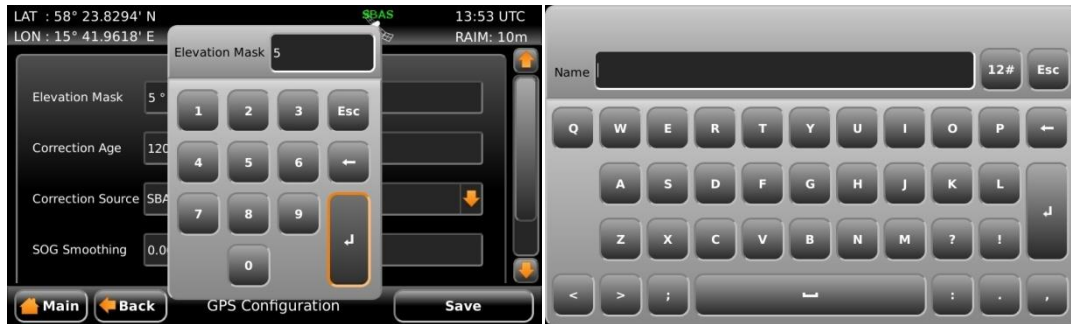 LAT : 58° 23.8294' N
SBAS
13:53 UTC
LON : 15° 41.9618' E
RAIM: 10m
Elevation Mask 5
Elevation Mask 5 °
1 2 3 Esc
Correction Age 120
4 5 6 ←
Correction Source SBA
7 8 9 ↲
SOG Smoothing 0.0
0
Main Back GPS Configuration Save
Name 12# Esc
Q W E R T Y U I O P ←
A S D F G H J K L ↲
Z X C V B N M ? !
< > ; : . ,